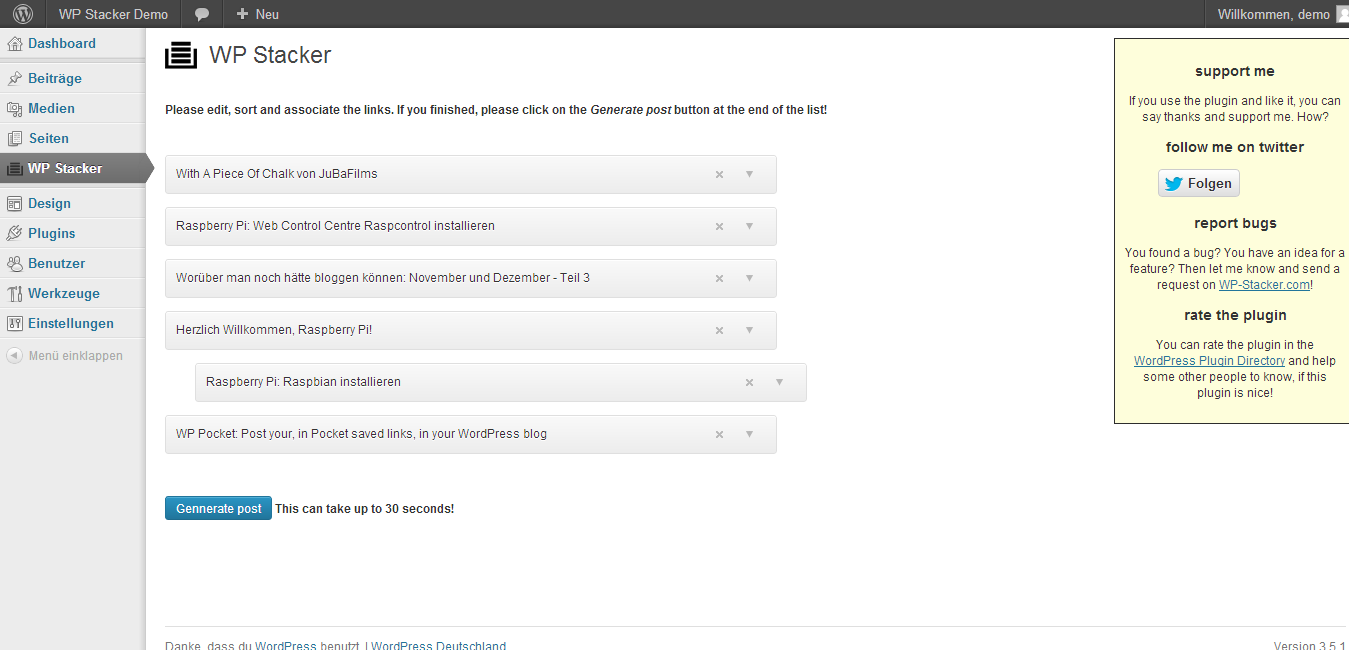 WP Stacker Demo
Neu
Willkommen, demo
Dashboard
Beiträge
Medien
Seiten
WP Stacker
Design
Plugins
Benutzer
Werkzeuge
Einstellungen
Menü einklappen
WP Stacker
Please edit, sort and associate the links. If you finished, please click on the Generate post button at the end of the list!
With A Piece Of Chalk von JuBaFilms
Raspberry Pi: Web Control Centre Raspcontrol installieren
Worüber man noch hätte bloggen können: November und Dezember - Teil 3
Herzlich Willkommen, Raspberry Pi!
Raspberry Pi: Raspbian installieren
WP Pocket: Post your, in Pocket saved links, in your WordPress blog
Gennerate post This can take up to 30 seconds!
support me
If you use the plugin and like it, you can
say thanks and support me. How?
follow me on twitter
Folgen
report bugs
You found a bug? You have an idea for a
feature? Then let me know and send a
request on WP-Stacker.com!
rate the plugin
You can rate the plugin in the
WordPress Plugin Directory and help
some other people to know, if this
plugin is nice!
Danke, dass du WordPress benutzt. | WordPress Deutschland
Version 3.5.1